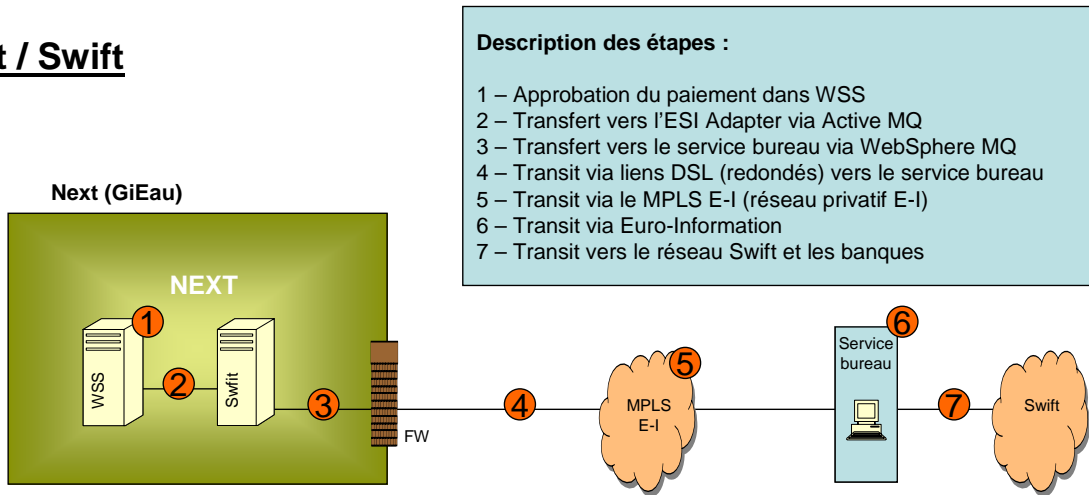 t / Swift
Description des étapes :
1 – Approbation du paiement dans WSS
2 – Transfert vers l'ESI Adapter via Active MQ
3 – Transfert vers le service bureau via WebSphere MQ
4 – Transit via liens DSL (redondés) vers le service bureau
5 – Transit via le MPLS E-I (réseau privatif E-I)
6 – Transit via Euro-Information
7 – Transit vers le réseau Swift et les banques
Next (GiEau)
NEXT
1
WSS
2
Swfit
3
FW
4
5
MPLS
E-I
6
Service
bureau
7
Swift